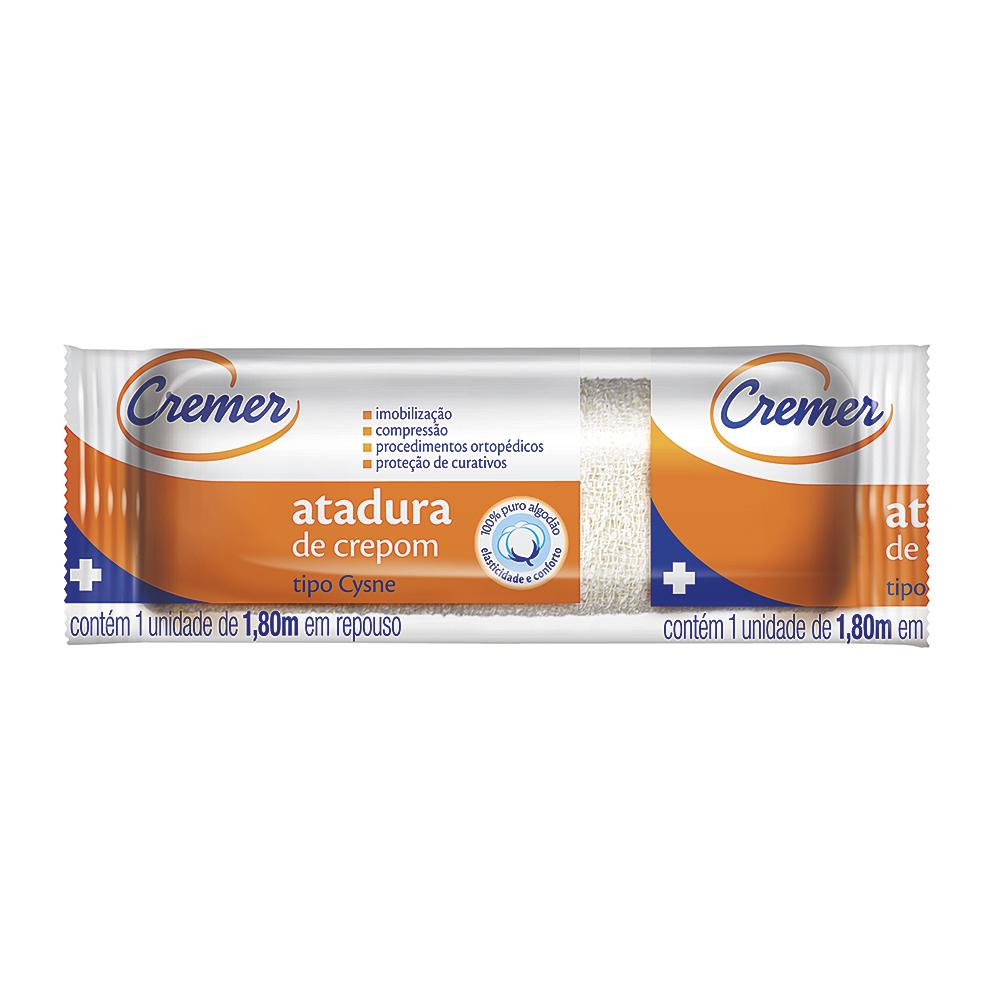 Cremer
imobilização
compressão
procedimentos ortopédicos
proteção de curativos
atadura
de crepom
tipo Cysne
100% puro algodão
elasticidade e conforto
contém 1 unidade de 1,80m em repouso
Cremer
at
de
tipo
contém 1 unidade de 1,80m em